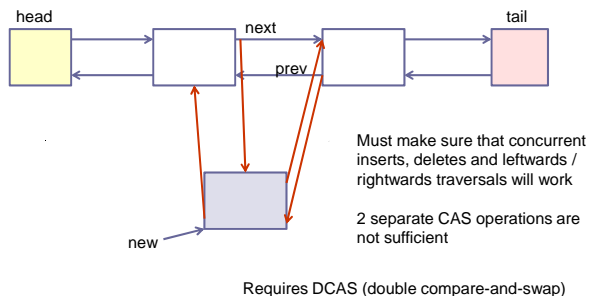 head
tail
next
prev
Must make sure that concurrent
inserts, deletes and leftwards /
rightwards traversals will work
2 separate CAS operations are
not sufficient
new
Requires DCAS (double compare-and-swap)